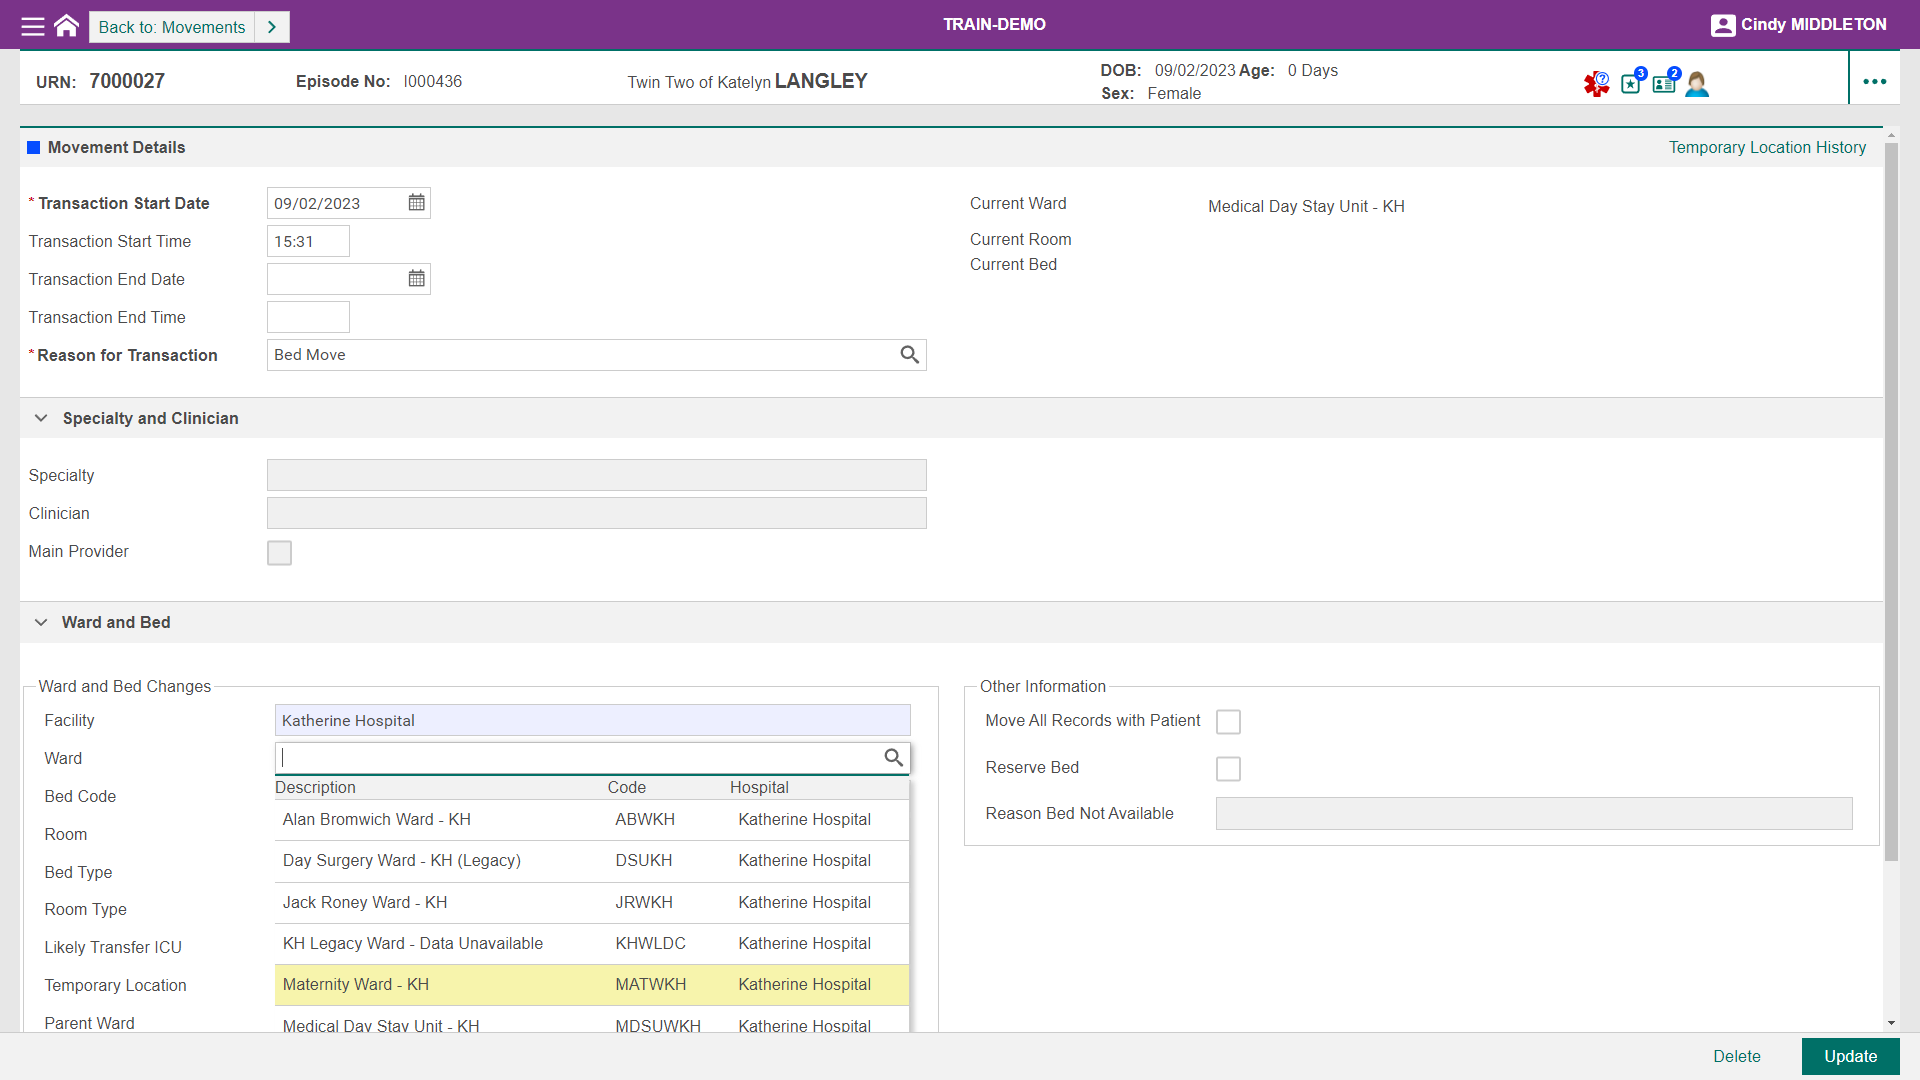 Back to: Movements
TRAIN-DEMO
Cindy MIDDLETON
URN: 7000027
Episode No: I000436
Twin Two of Katelyn LANGLEY
DOB: 09/02/2023 Age: 0 Days
Sex: Female
3
2
?
Movement Details
Temporary Location History
* Transaction Start Date 09/02/2023
Transaction Start Time 15:31
Transaction End Date
Transaction End Time
* Reason for Transaction Bed Move
Current Ward Medical Day Stay Unit - KH
Current Room
Current Bed
Specialty and Clinician
Specialty
Clinician
Main Provider
Ward and Bed
Ward and Bed Changes
Facility Katherine Hospital
Ward
Bed Code
Room
Bed Type
Room Type
Likely Transfer ICU
Temporary Location
Parent Ward
Description Code Hospital
Alan Bromwich Ward - KH ABWKH Katherine Hospital
Day Surgery Ward - KH (Legacy) DSUKH Katherine Hospital
Jack Roney Ward - KH JRWKH Katherine Hospital
KH Legacy Ward - Data Unavailable KHWLDC Katherine Hospital
Maternity Ward - KH MATWKH Katherine Hospital
Medical Day Stay Unit - KH MDSUWKH Katherine Hospital
Other Information
Move All Records with Patient
Reserve Bed
Reason Bed Not Available
Delete
Update